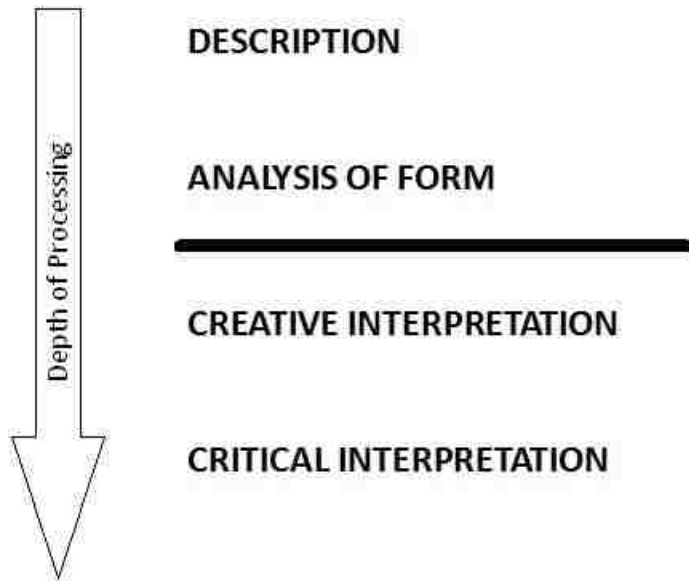 DESCRIPTION
ANALYSIS OF FORM
Depth of Processing
CREATIVE INTERPRETATION
CRITICAL INTERPRETATION